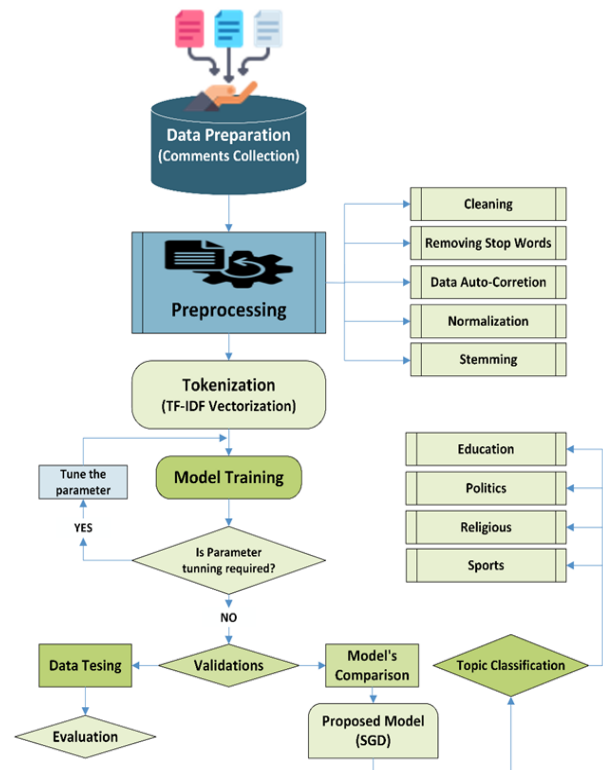 Data Preparation
(Comments Collection)
Cleaning
Removing Stop Words
Data Auto-Corretion
Normalization
Stemming
Preprocessing
Tokenization
(TF-IDF Vectorization)
Tune the
parameter
Model Training
YES
Is Parameter
tunning required?
NO
Education
Politics
Religious
Sports
Data Tesing
Validations
Model's
Comparison
Topic Classification
Evaluation
Proposed Model
(SGD)